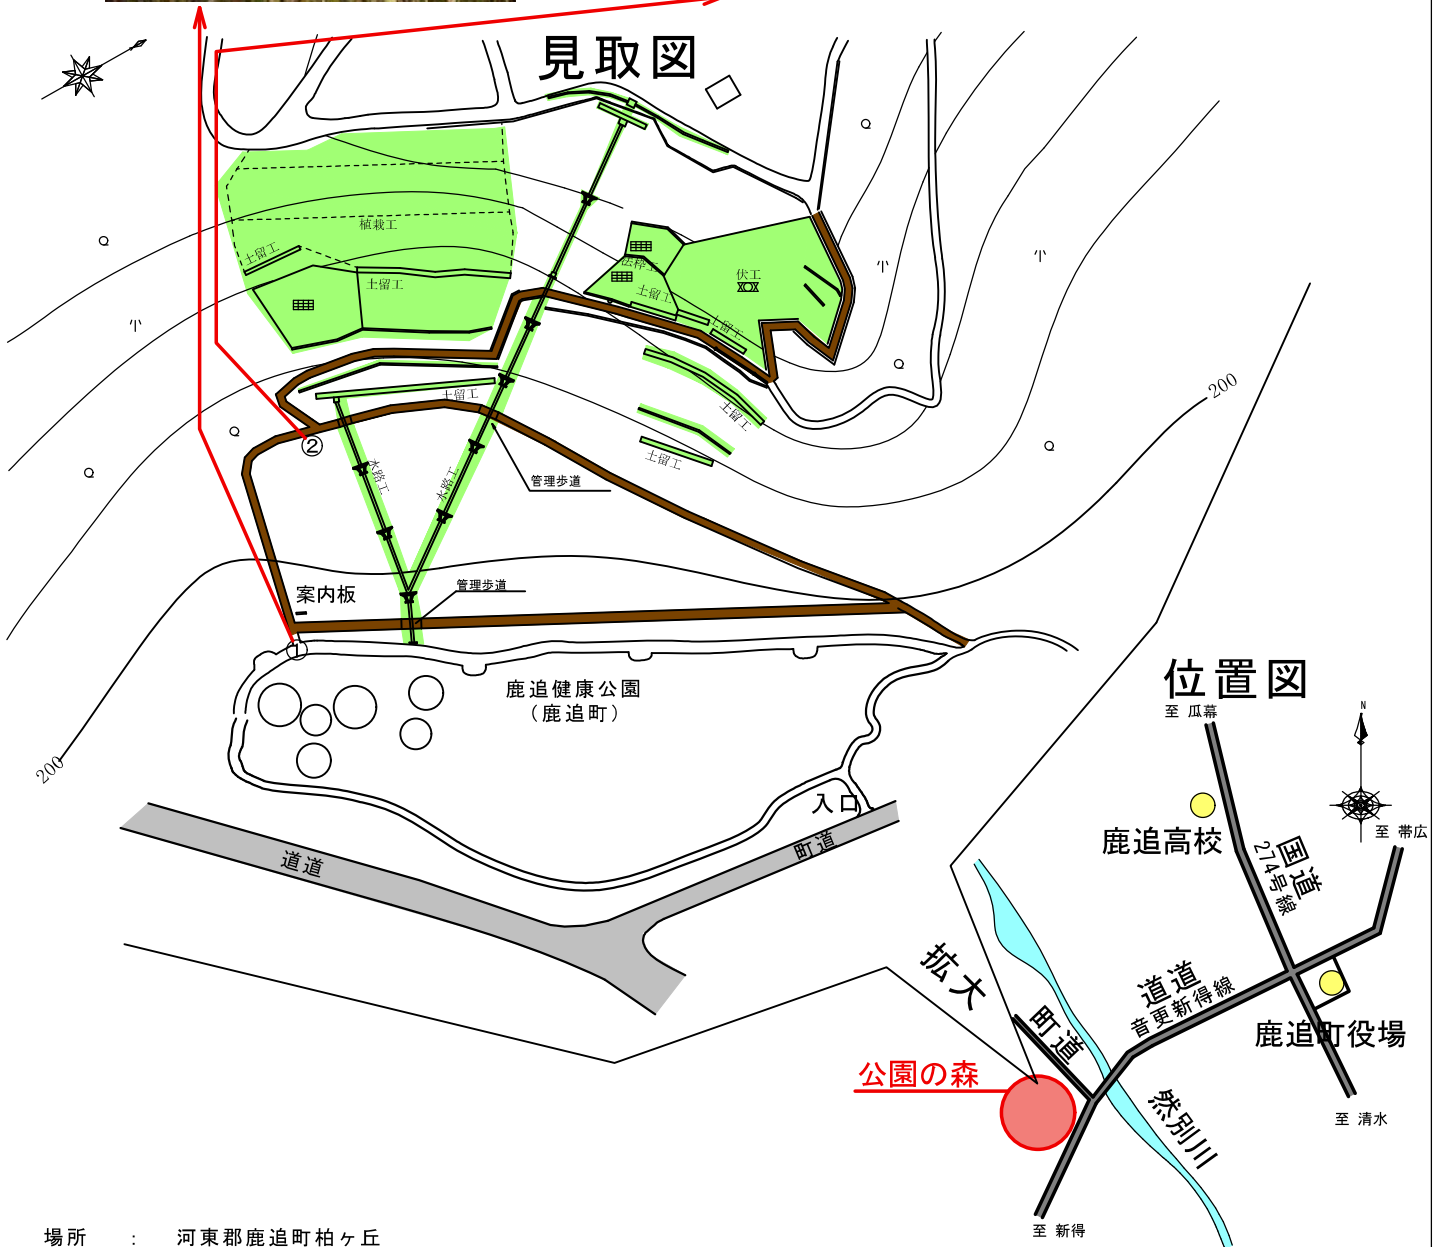 見取図
植栽工
土留工
土留工
法枠工
伏工
土留工
土留工
土留工
土留工
土留工
水路工
水路工
管理歩道
②
200
管理歩道
案内板
①
鹿追健康公園
(鹿追町)
200
入口
道道
町道
位置図
至 瓜幕
N
鹿追高校
至 帯広
国道
274号線
拡大
道道
音更新得線
町道
鹿追町役場
公園の森
然別川
至 清水
至 新得
場所 : 河東郡鹿追町柏ヶ丘